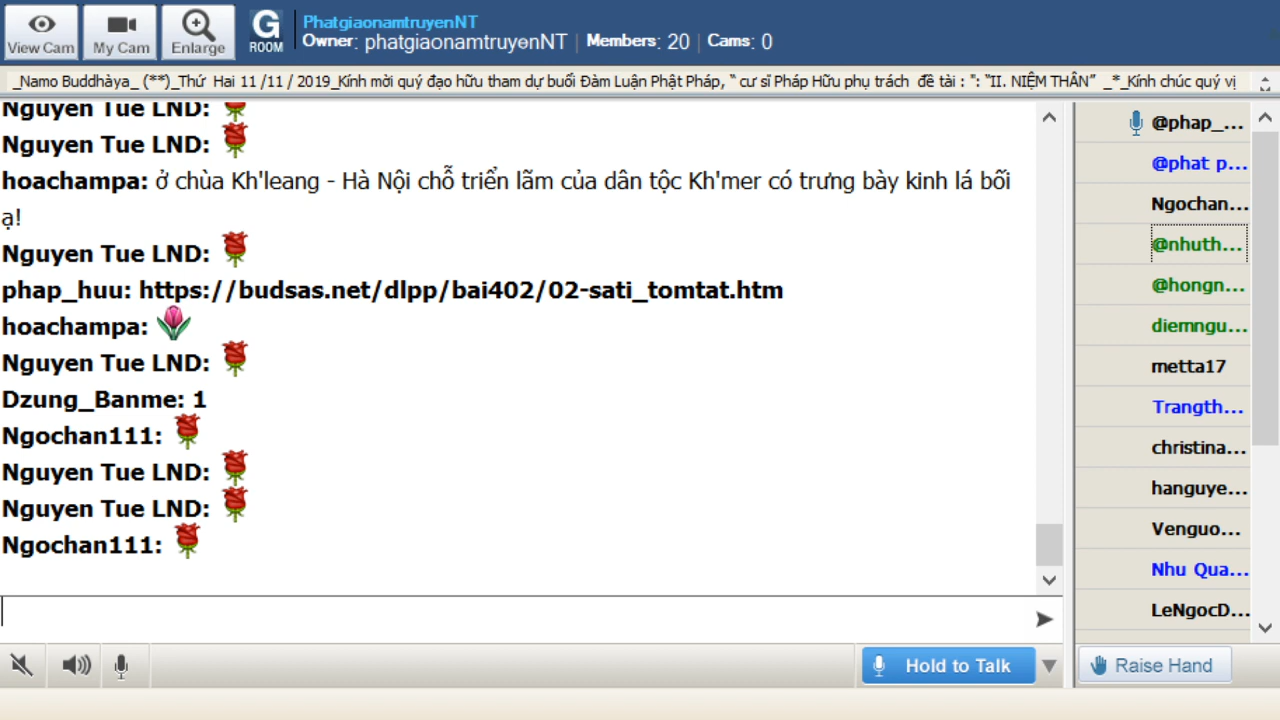 View Cam
My Cam
Enlarge
G
ROOM
PhatgiaonamtruyenNT
Owner: phatgiaonamtruyenNT | Members: 20 | Cams: 0
_Namo Buddhàya_ (**)_Thứ Hai 11 /11 / 2019_Kính mời quý đạo hữu tham dự buổi Đàm Luận Phật Pháp, “ cư sĩ Pháp Hữu phụ trách đề tài : ": “II. NIỆM THÂN” _*_Kính chúc quý vị
Nguyen Tue LND:
Nguyen Tue LND:
hoachampa: ở chùa Kh'leang - Hà Nội chỗ triển lãm của dân tộc Kh'mer có trưng bày kinh lá bối
ạ!
Nguyen Tue LND:
phap_huu: https://budsas.net/dlpp/bai402/02-sati_tomtat.htm
hoachampa:
Nguyen Tue LND:
Dzung_Banme: 1
Ngochan111:
Nguyen Tue LND:
Nguyen Tue LND:
Ngochan111:
@phap_...
@phat p...
Ngochan...
@nhuth...
@hongn...
diemngu...
metta17
Trangth...
christina...
hanguye...
Venguo...
Nhu Qua...
LeNgocD...
Hold to Talk
Raise Hand